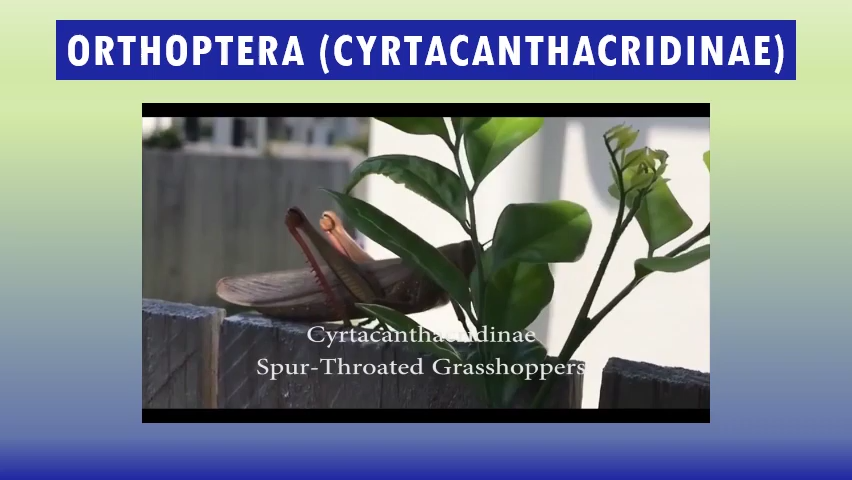 ORTHOPTERA (CYRTACANTHACRIDINAE)
Cyrtacanthacridinae
Spur-Throated Grasshoppers